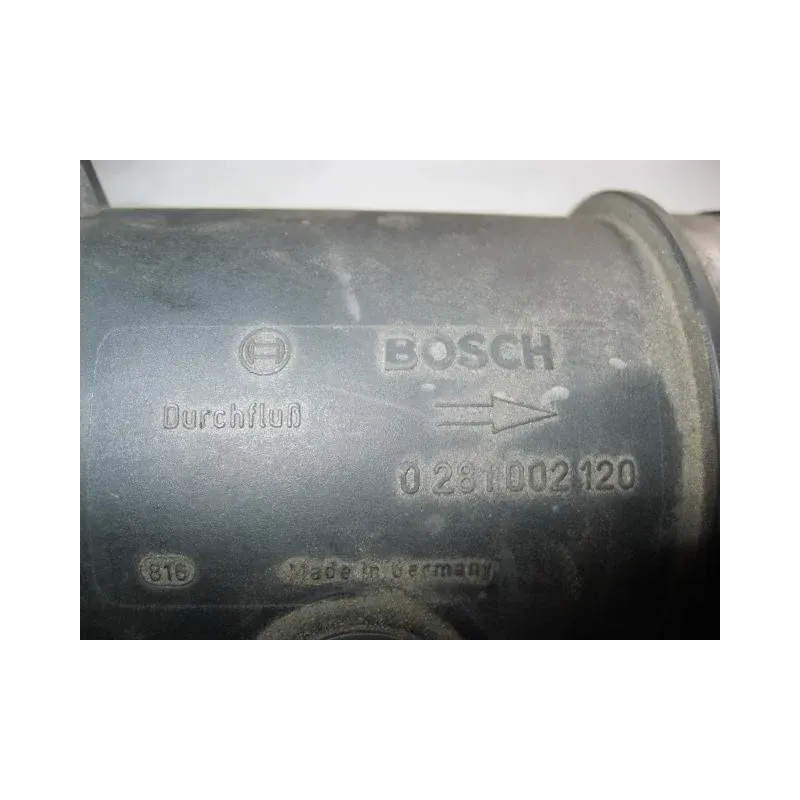 BOSCH
Durchfluß
0 281 002 120
816 Made in Germany